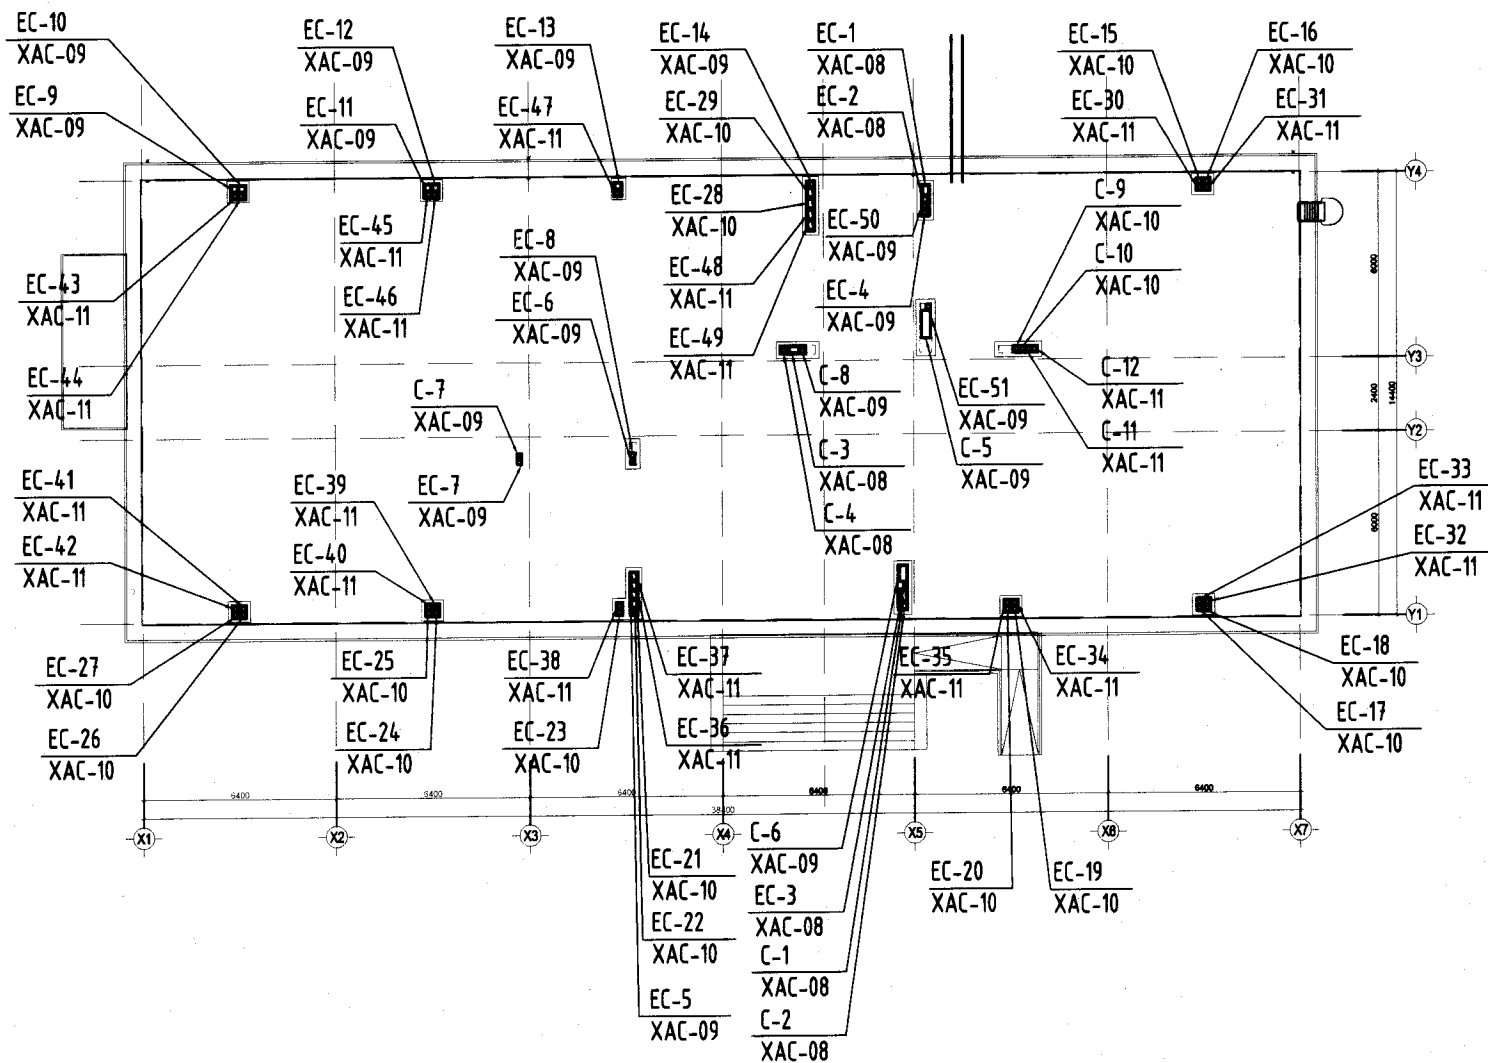 EC-10
XAC-09
EC-12
XAC-09
EC-13
XAC-09
EC-14
XAC-09
EC-1
XAC-08
EC-15
XAC-10
EC-16
XAC-10
EC-9
XAC-09
EC-11
XAC-09
EC-47
XAC-11
EC-29
XAC-10
EC-2
XAC-08
EC-30
XAC-11
EC-31
XAC-11
Y4
EC-45
XAC-11
EC-8
XAC-09
EC-28
XAC-10
EC-50
XAC-09
C-9
XAC-10
C-10
XAC-10
6000
EC-43
XAC-11
EC-46
XAC-11
EC-6
XAC-09
EC-48
XAC-11
EC-4
XAC-09
EC-49
XAC-11
Y3
EC-44
XAC-11
C-7
XAC-09
C-8
XAC-09
EC-51
XAC-09
C-12
XAC-11
2400
14400
Y2
C-3
XAC-08
C-5
XAC-09
C-11
XAC-11
EC-41
XAC-11
EC-39
XAC-11
EC-7
XAC-09
C-4
XAC-08
EC-33
XAC-11
6000
EC-42
XAC-11
EC-40
XAC-11
EC-32
XAC-11
Y1
EC-27
XAC-10
EC-25
XAC-10
EC-38
XAC-11
EC-37
XAC-11
EC-35
XAC-11
EC-34
XAC-11
EC-18
XAC-10
EC-26
XAC-10
EC-24
XAC-10
EC-23
XAC-10
EC-36
XAC-11
EC-17
XAC-10
6400
6400
6400
6400
6400
6400
38400
X1
X2
X3
X4
X5
X6
X7
EC-21
XAC-10
C-6
XAC-09
EC-20
XAC-10
EC-19
XAC-10
EC-22
XAC-10
EC-3
XAC-08
C-1
XAC-08
EC-5
XAC-09
C-2
XAC-08